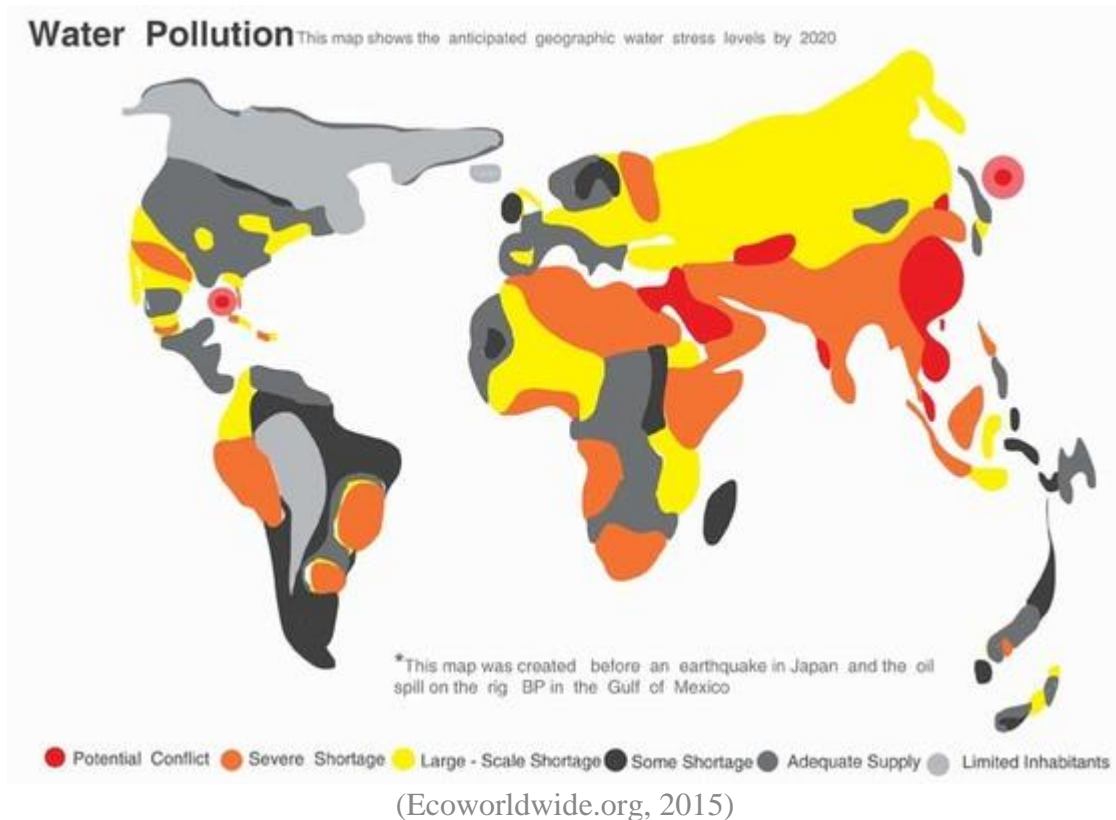 Water Pollution This map shows the anticipated geographic water stress levels by 2020
*This map was created before an earthquake in Japan and the oil
spill on the rig BP in the Gulf of Mexico
Potential Conflict Severe Shortage Large - Scale Shortage Some Shortage Adequate Supply Limited Inhabitants
(Ecoworldwide.org, 2015)